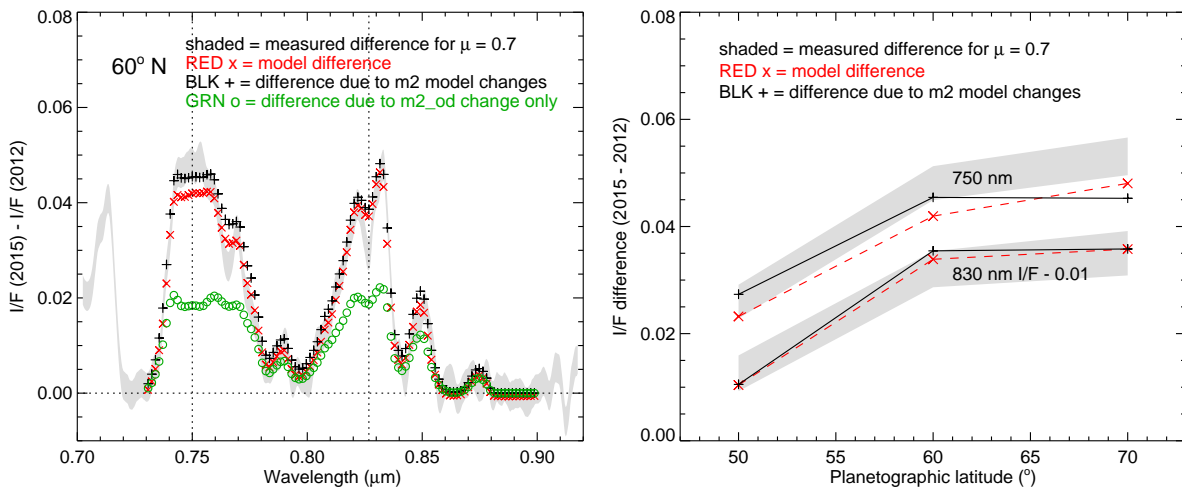 shaded = measured difference for μ = 0.7
60° N
RED x = model difference
BLK + = difference due to m2 model changes
GRN o = difference due to m2_od change only
I/F (2015) - I/F (2012)
0.08
0.06
0.04
0.02
0.00
0.70 0.75 0.80 0.85 0.90
Wavelength (μm)
shaded = measured difference for μ = 0.7
RED x = model difference
BLK + = difference due to m2 model changes
750 nm
830 nm I/F - 0.01
I/F difference (2015 - 2012)
0.08
0.06
0.04
0.02
0.00
50 55 60 65 70
Planetographic latitude (°)